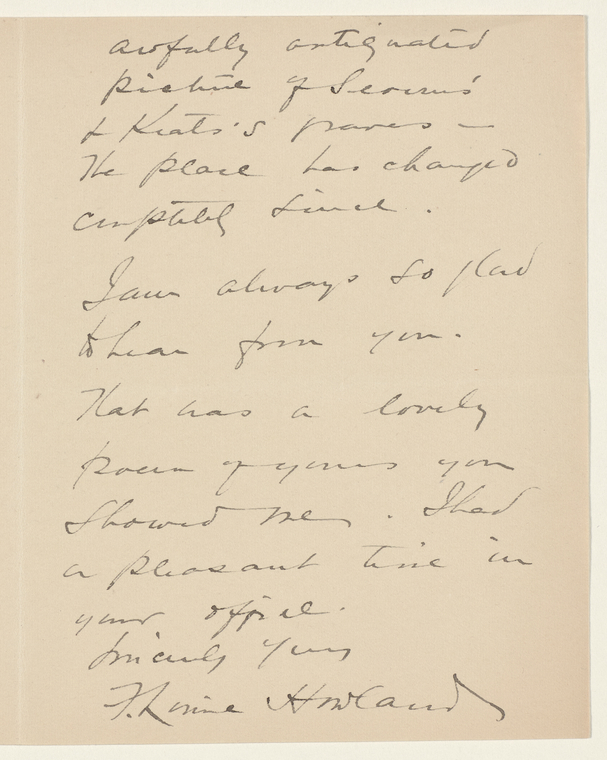 awfully antiquated
picture of Severns'
& Keats's graves —
The place has changed
completely since.
I am always so glad
to hear from you.
That was a lovely
poem of yours you
showed me. I had
a pleasant time in
your office.
Sincerely Yours
Howland